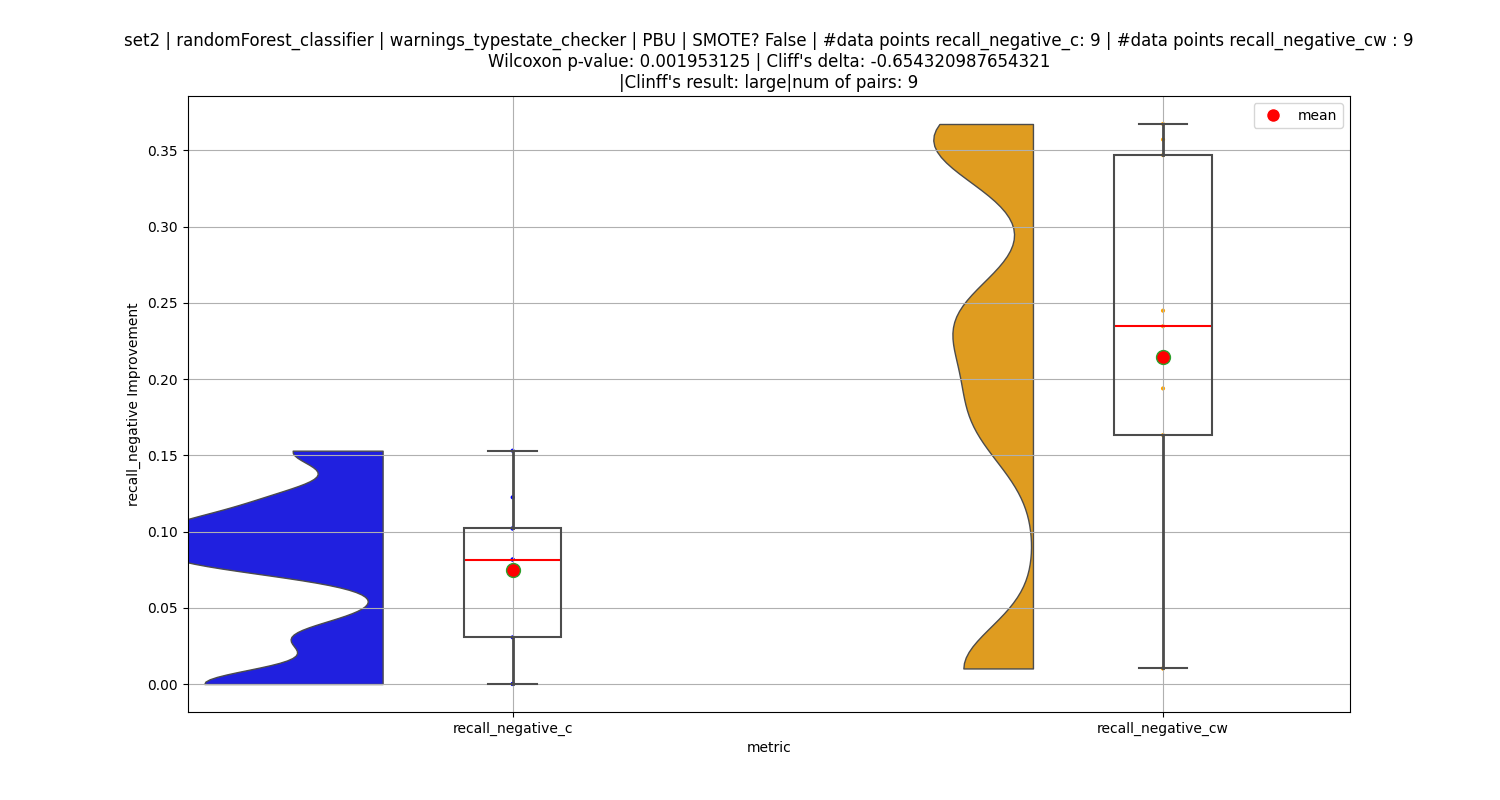 set2 | randomForest_classifier | warnings_typestate_checker | PBU | SMOTE? False | #data points recall_negative_c: 9 | #data points recall_negative_cw : 9
Wilcoxon p-value: 0.001953125 | Cliff's delta: -0.654320987654321
|Clinff's result: large|num of pairs: 9
mean
0.35
0.30
0.25
0.20
0.15
0.10
0.05
0.00
recall_negative Improvement
recall_negative_c
recall_negative_cw
metric